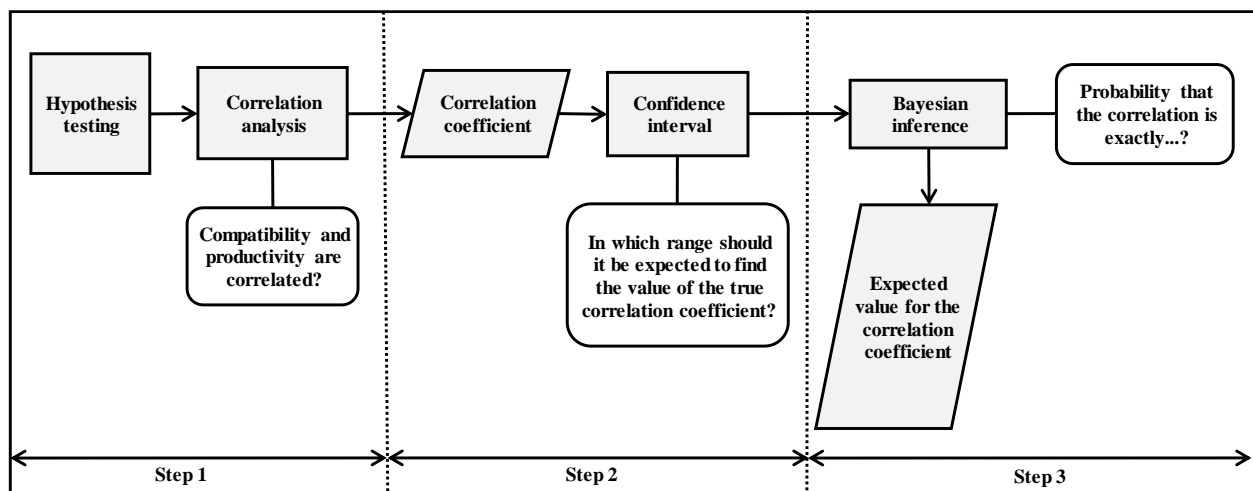 Hypothesis
testing
Correlation
analysis
Compatibility and
productivity are
correlated?
Correlation
coefficient
Confidence
interval
In which range should
it be expected to find
the value of the true
correlation coefficient?
Bayesian
inference
Probability that
the correlation is
exactly...?
Expected
value for the
correlation
coefficient
Step 1
Step 2
Step 3